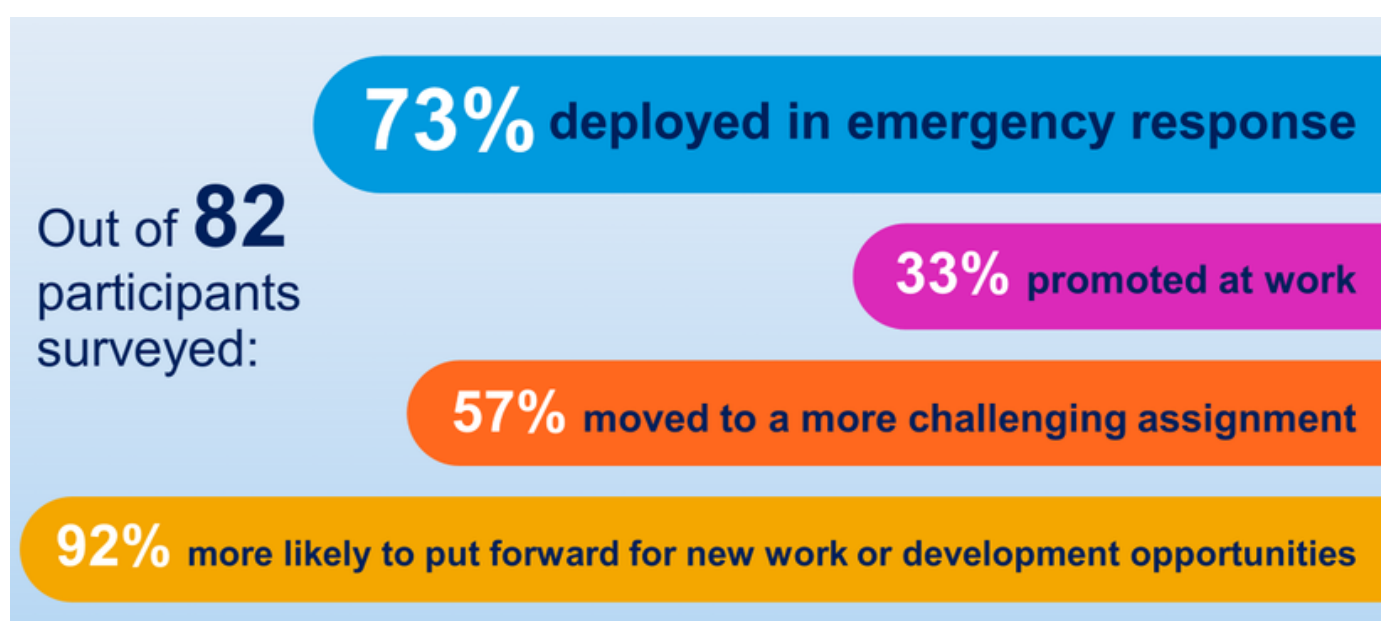 73% deployed in emergency response
Out of 82
participants
surveyed:
33% promoted at work
57% moved to a more challenging assignment
92% more likely to put forward for new work or development opportunities